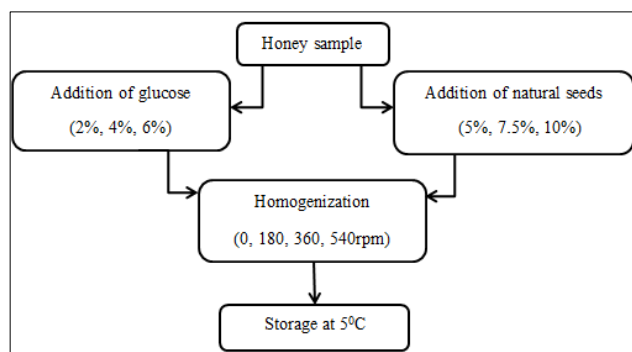 Honey sample
Addition of glucose
(2%, 4%, 6%)
Addition of natural seeds
(5%, 7.5%, 10%)
Homogenization
(0, 180, 360, 540rpm)
Storage at 5⁰C